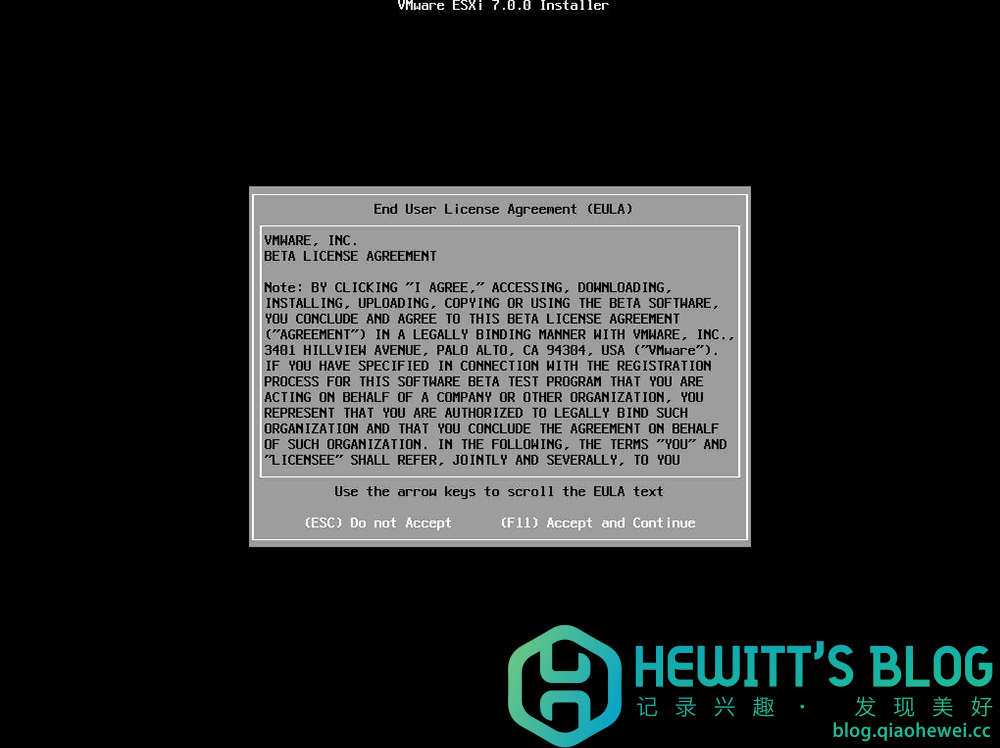 VMware ESXi 7.0.0 Installer
End User License Agreement (EULA)
VMWARE, INC.
BETA LICENSE AGREEMENT
Note: BY CLICKING "I AGREE," ACCESSING, DOWNLOADING,
INSTALLING, UPLOADING, COPYING OR USING THE BETA SOFTWARE,
YOU CONCLUDE AND AGREE TO THIS BETA LICENSE AGREEMENT
("AGREEMENT") IN A LEGALLY BINDING MANNER WITH VMWARE, INC.,
3401 HILLVIEW AVENUE, PALO ALTO, CA 94304, USA ("VMware").
IF YOU HAVE SPECIFIED IN CONNECTION WITH THE REGISTRATION
PROCESS FOR THIS SOFTWARE BETA TEST PROGRAM THAT YOU ARE
ACTING ON BEHALF OF A COMPANY OR OTHER ORGANIZATION, YOU
REPRESENT THAT YOU ARE AUTHORIZED TO LEGALLY BIND SUCH
ORGANIZATION AND THAT YOU CONCLUDE THE AGREEMENT ON BEHALF
OF SUCH ORGANIZATION. IN THE FOLLOWING, THE TERMS "YOU" AND
"LICENSEE" SHALL REFER, JOINTLY AND SEVERALLY, TO YOU
Use the arrow keys to scroll the EULA text
(ESC) Do not Accept (F11) Accept and Continue
HEWITT'S BLOG
记录兴趣 · 发现美好
blog.qiaohewei.cc